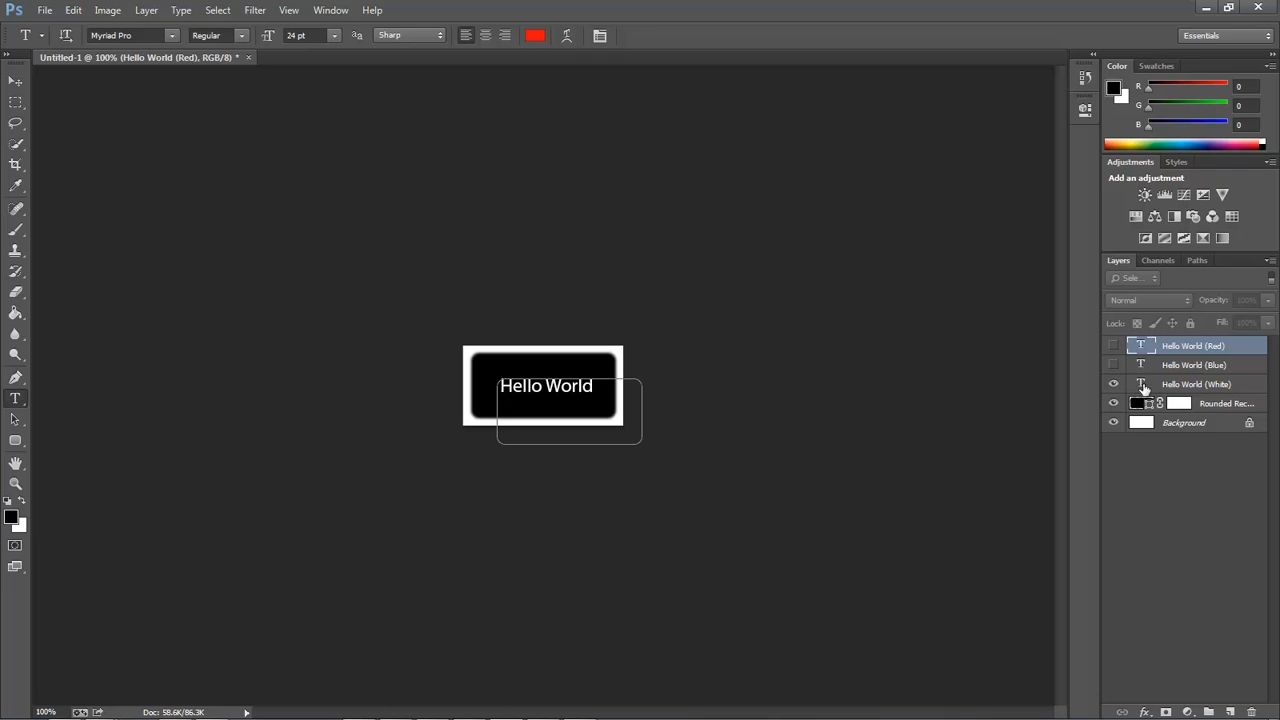 Ps File Edit Image Layer Type Select Filter View Window Help
T Myriad Pro Regular 24 pt aa Sharp Essentials
Untitled-1 @ 100% (Hello World (Red), RGB/8) * ×
Color Swatches
R 0
G 0
B 0
Adjustments Styles
Add an adjustment
Layers Channels Paths
Sele...
Normal Opacity: 100%
Lock: Fill: 100%
T Hello World (Red)
T Hello World (Blue)
T Hello World (White)
Rounded Rec...
Background
Hello World
T
100% Doc: 58.6K/86.3K
fx